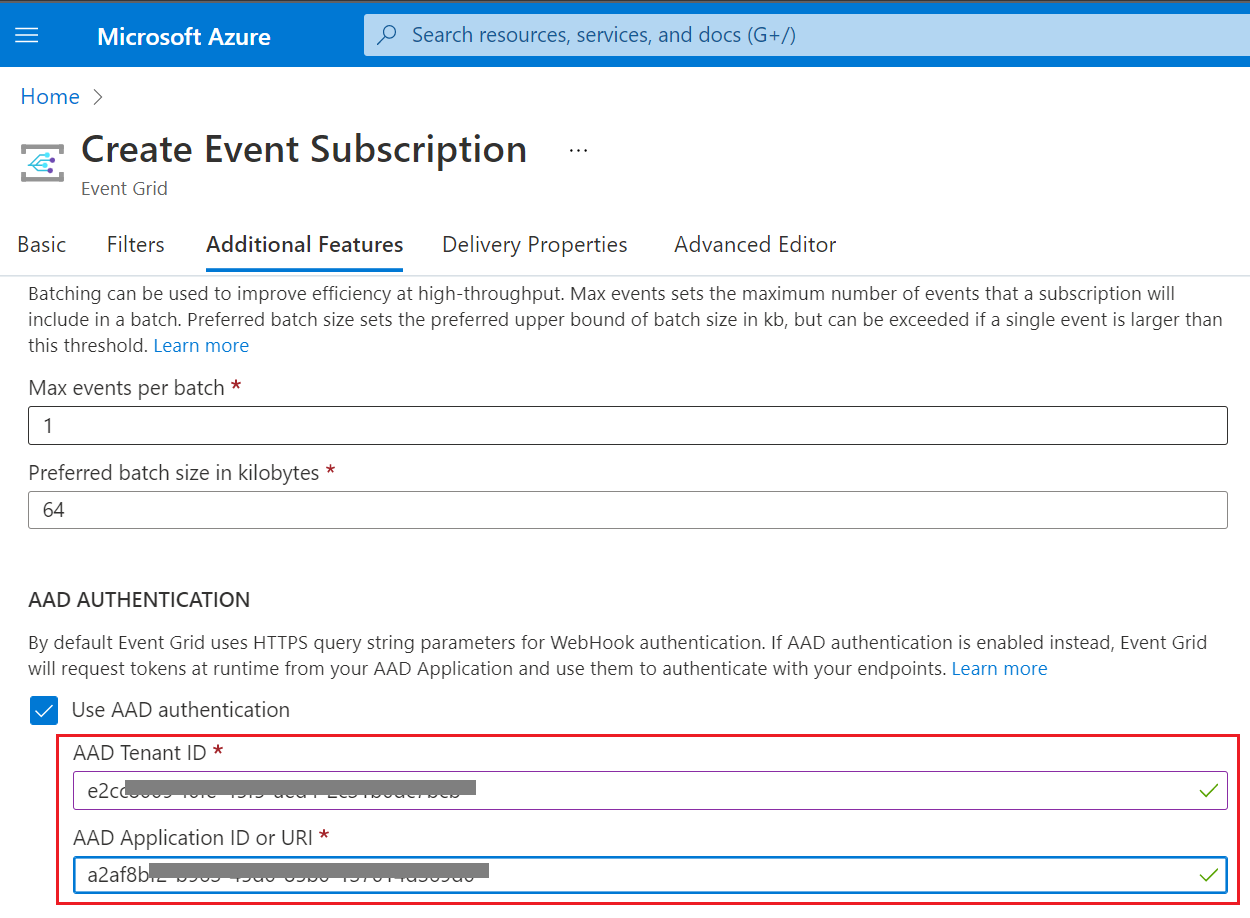 Microsoft Azure
Search resources, services, and docs (G+/)
Home
Create Event Subscription ...
Event Grid
Basic Filters Additional Features Delivery Properties Advanced Editor
Batching can be used to improve efficiency at high-throughput. Max events sets the maximum number of events that a subscription will
include in a batch. Preferred batch size sets the preferred upper bound of batch size in kb, but can be exceeded if a single event is larger than
this threshold. Learn more
Max events per batch *
1
Preferred batch size in kilobytes *
64
AAD AUTHENTICATION
By default Event Grid uses HTTPS query string parameters for WebHook authentication. If AAD authentication is enabled instead, Event Grid
will request tokens at runtime from your AAD Application and use them to authenticate with your endpoints. Learn more
Use AAD authentication
AAD Tenant ID *
AAD Application ID or URI *